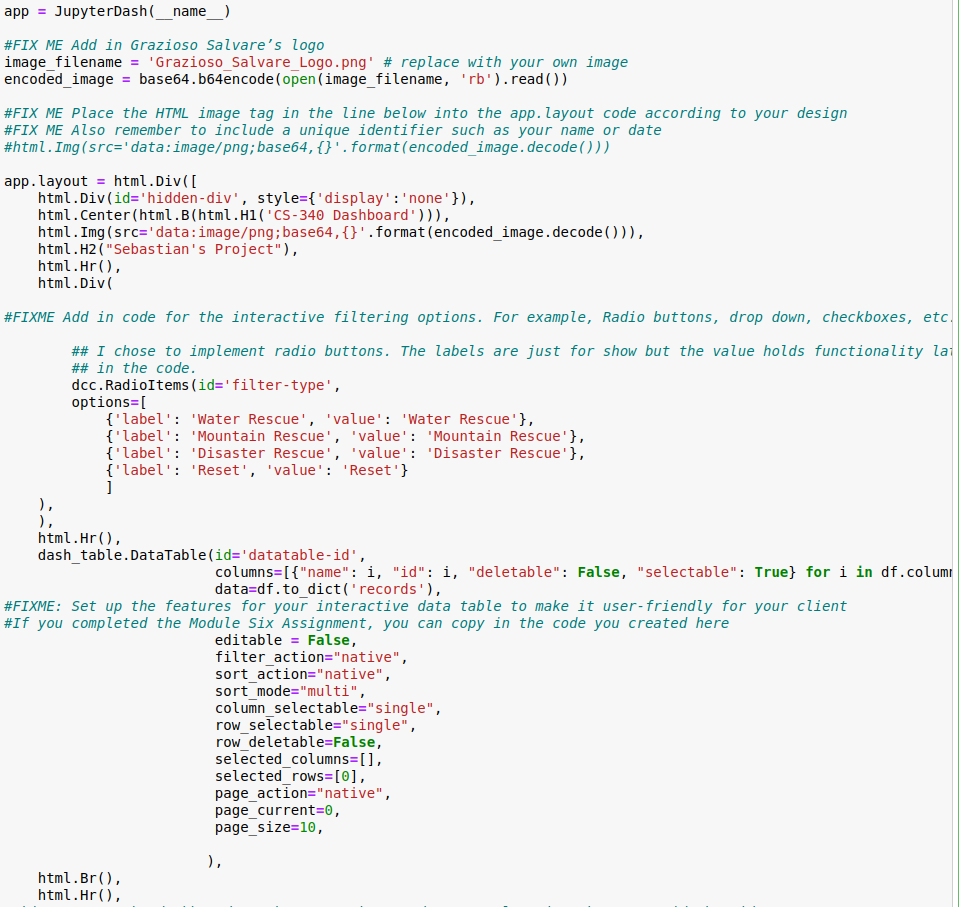 app = JupyterDash(__name__)

#FIX ME Add in Grazioso Salvare’s logo
image_filename = 'Grazioso_Salvare_Logo.png' # replace with your own image
encoded_image = base64.b64encode(open(image_filename, 'rb').read())

#FIX ME Place the HTML image tag in the line below into the app.layout code according to your design
#FIX ME Also remember to include a unique identifier such as your name or date
#html.Img(src='data:image/png;base64,{}'.format(encoded_image.decode()))

app.layout = html.Div([
    html.Div(id='hidden-div', style={'display':'none'}),
    html.Center(html.B(html.H1('CS-340 Dashboard'))),
    html.Img(src='data:image/png;base64,{}'.format(encoded_image.decode())),
    html.H2("Sebastian's Project"),
    html.Hr(),
    html.Div(

#FIXME Add in code for the interactive filtering options. For example, Radio buttons, drop down, checkboxes, etc.

        ## I chose to implement radio buttons. The labels are just for show but the value holds functionality
        ## in the code.
        dcc.RadioItems(id='filter-type',
        options=[
            {'label': 'Water Rescue', 'value': 'Water Rescue'},
            {'label': 'Mountain Rescue', 'value': 'Mountain Rescue'},
            {'label': 'Disaster Rescue', 'value': 'Disaster Rescue'},
            {'label': 'Reset', 'value': 'Reset'}
            ]
    ),
    ),
    html.Hr(),
    dash_table.DataTable(id='datatable-id',
                         columns=[{"name": i, "id": i, "deletable": False, "selectable": True} for i in df.colum
                         data=df.to_dict('records'),
#FIXME: Set up the features for your interactive data table to make it user-friendly for your client
#If you completed the Module Six Assignment, you can copy in the code you created here
                         editable = False,
                         filter_action="native",
                         sort_action="native",
                         sort_mode="multi",
                         column_selectable="single",
                         row_selectable="single",
                         row_deletable=False,
                         selected_columns=[],
                         selected_rows=[0],
                         page_action="native",
                         page_current=0,
                         page_size=10,

                        ),
    html.Br(),
    html.Hr(),